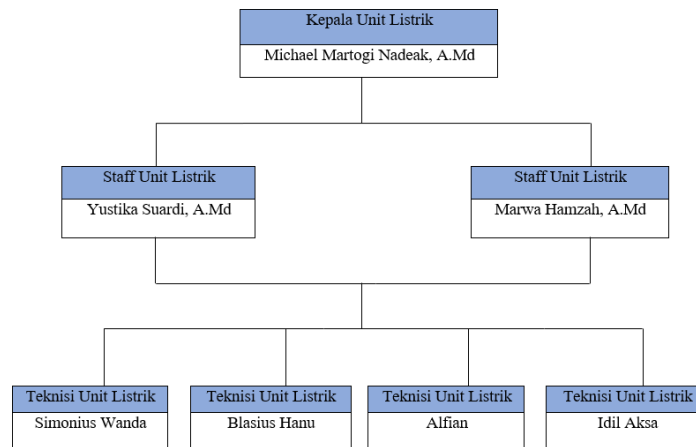 Kepala Unit Listrik
Michael Martogi Nadeak, A.Md
Staff Unit Listrik
Yustika Suardi, A.Md
Staff Unit Listrik
Marwa Hamzah, A.Md
Teknisi Unit Listrik
Simonius Wanda
Teknisi Unit Listrik
Blasius Hanu
Teknisi Unit Listrik
Alfian
Teknisi Unit Listrik
Idil Aksa